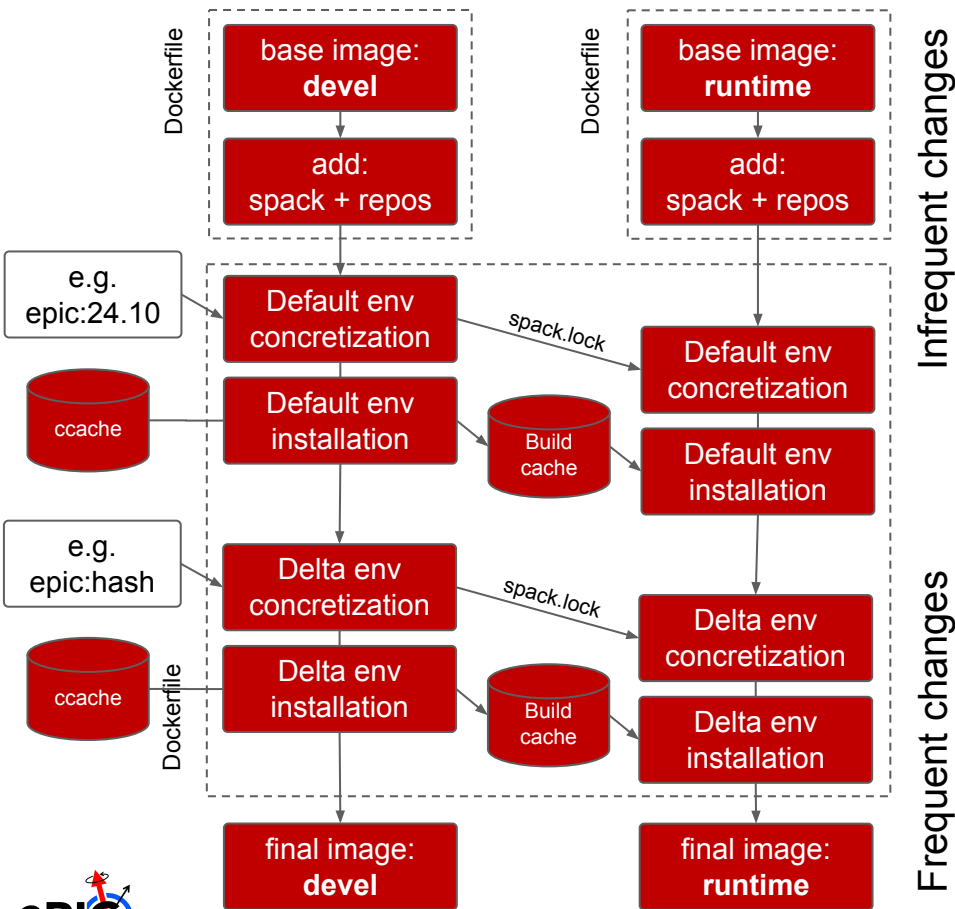 Dockerfile
base image:
devel
add:
spack + repos
Dockerfile
base image:
runtime
add:
spack + repos
Infrequent changes
e.g.
epic:24.10
Default env
concretization
spack.lock
Default env
concretization
ccache
Default env
installation
Build
cache
Default env
installation
e.g.
epic:hash
Delta env
concretization
spack.lock
Delta env
concretization
ccache
Dockerfile
Delta env
installation
Build
cache
Delta env
installation
Frequent changes
final image:
devel
final image:
runtime
ePIC